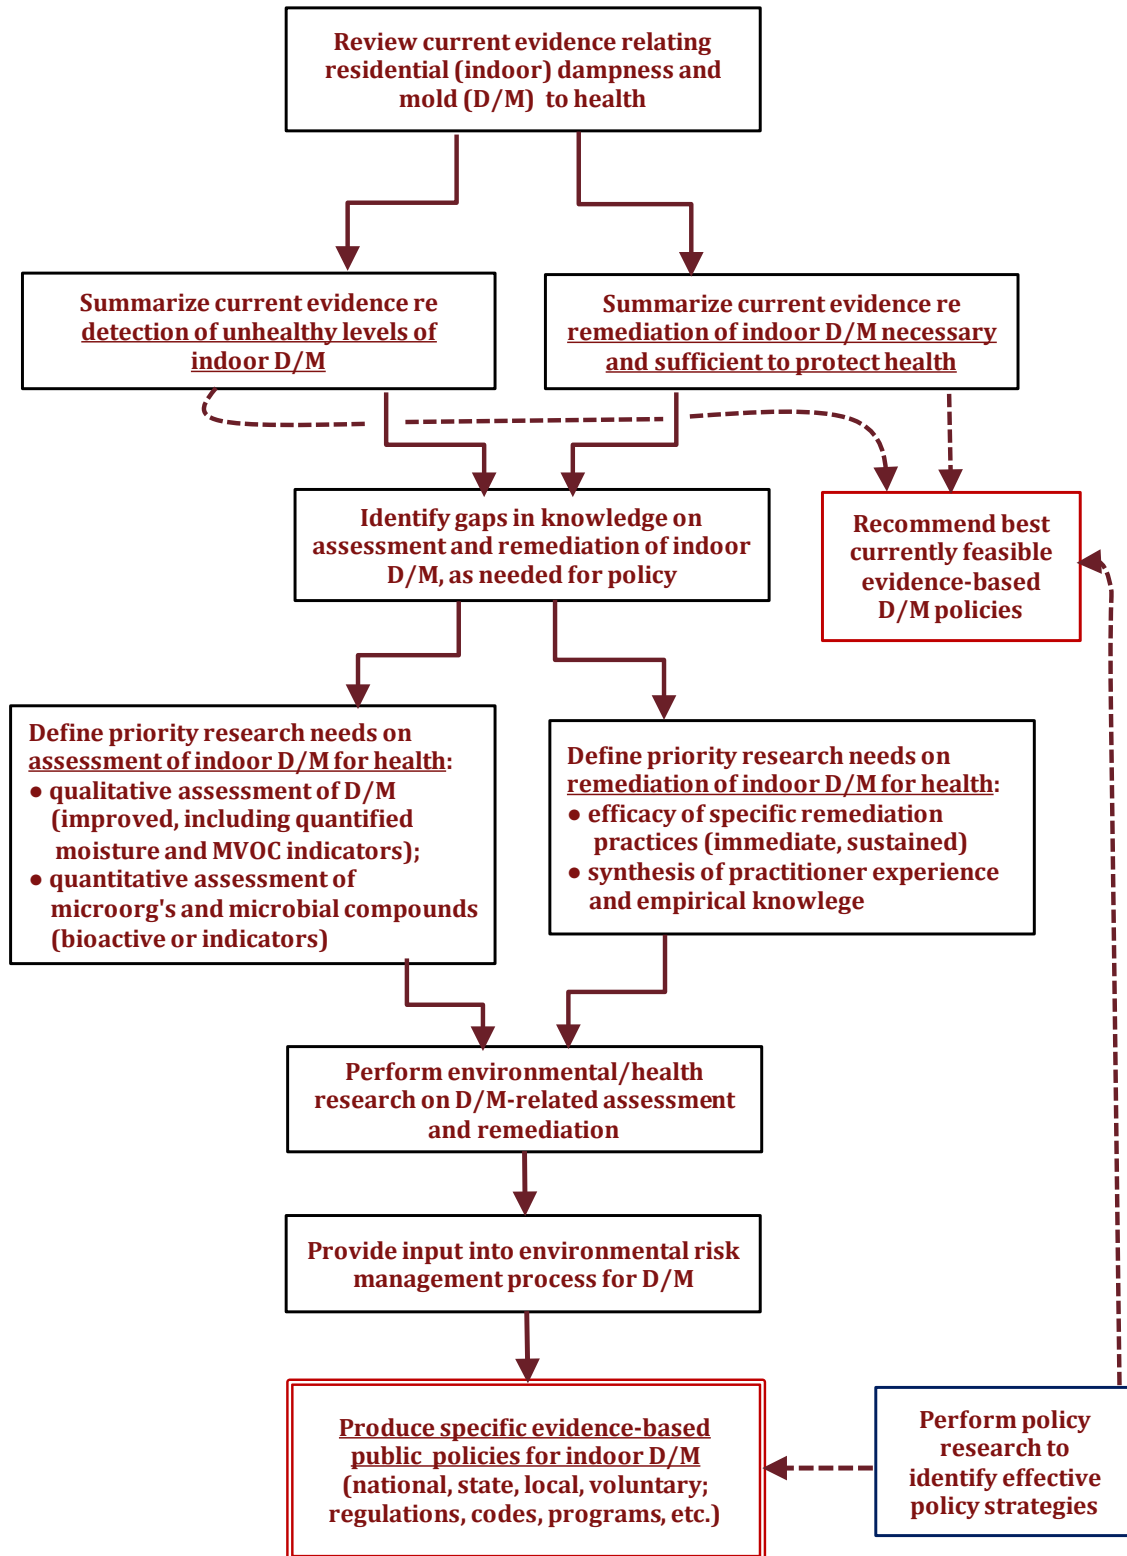 Review current evidence relating
residential (indoor) dampness and
mold (D/M) to health
Summarize current evidence re
detection of unhealthy levels of
indoor D/M
Summarize current evidence re
remediation of indoor D/M necessary
and sufficient to protect health
Identify gaps in knowledge on
assessment and remediation of indoor
D/M, as needed for policy
Recommend best
currently feasible
evidence-based
D/M policies
Define priority research needs on
assessment of indoor D/M for health:
● qualitative assessment of D/M
(improved, including quantified
moisture and MVOC indicators);
● quantitative assessment of
microorg's and microbial compounds
(bioactive or indicators)
Define priority research needs on
remediation of indoor D/M for health:
● efficacy of specific remediation
practices (immediate, sustained)
● synthesis of practitioner experience
and empirical knowlege
Perform environmental/health
research on D/M-related assessment
and remediation
Provide input into environmental risk
management process for D/M
Produce specific evidence-based
public policies for indoor D/M
(national, state, local, voluntary;
regulations, codes, programs, etc.)
Perform policy
research to
identify effective
policy strategies